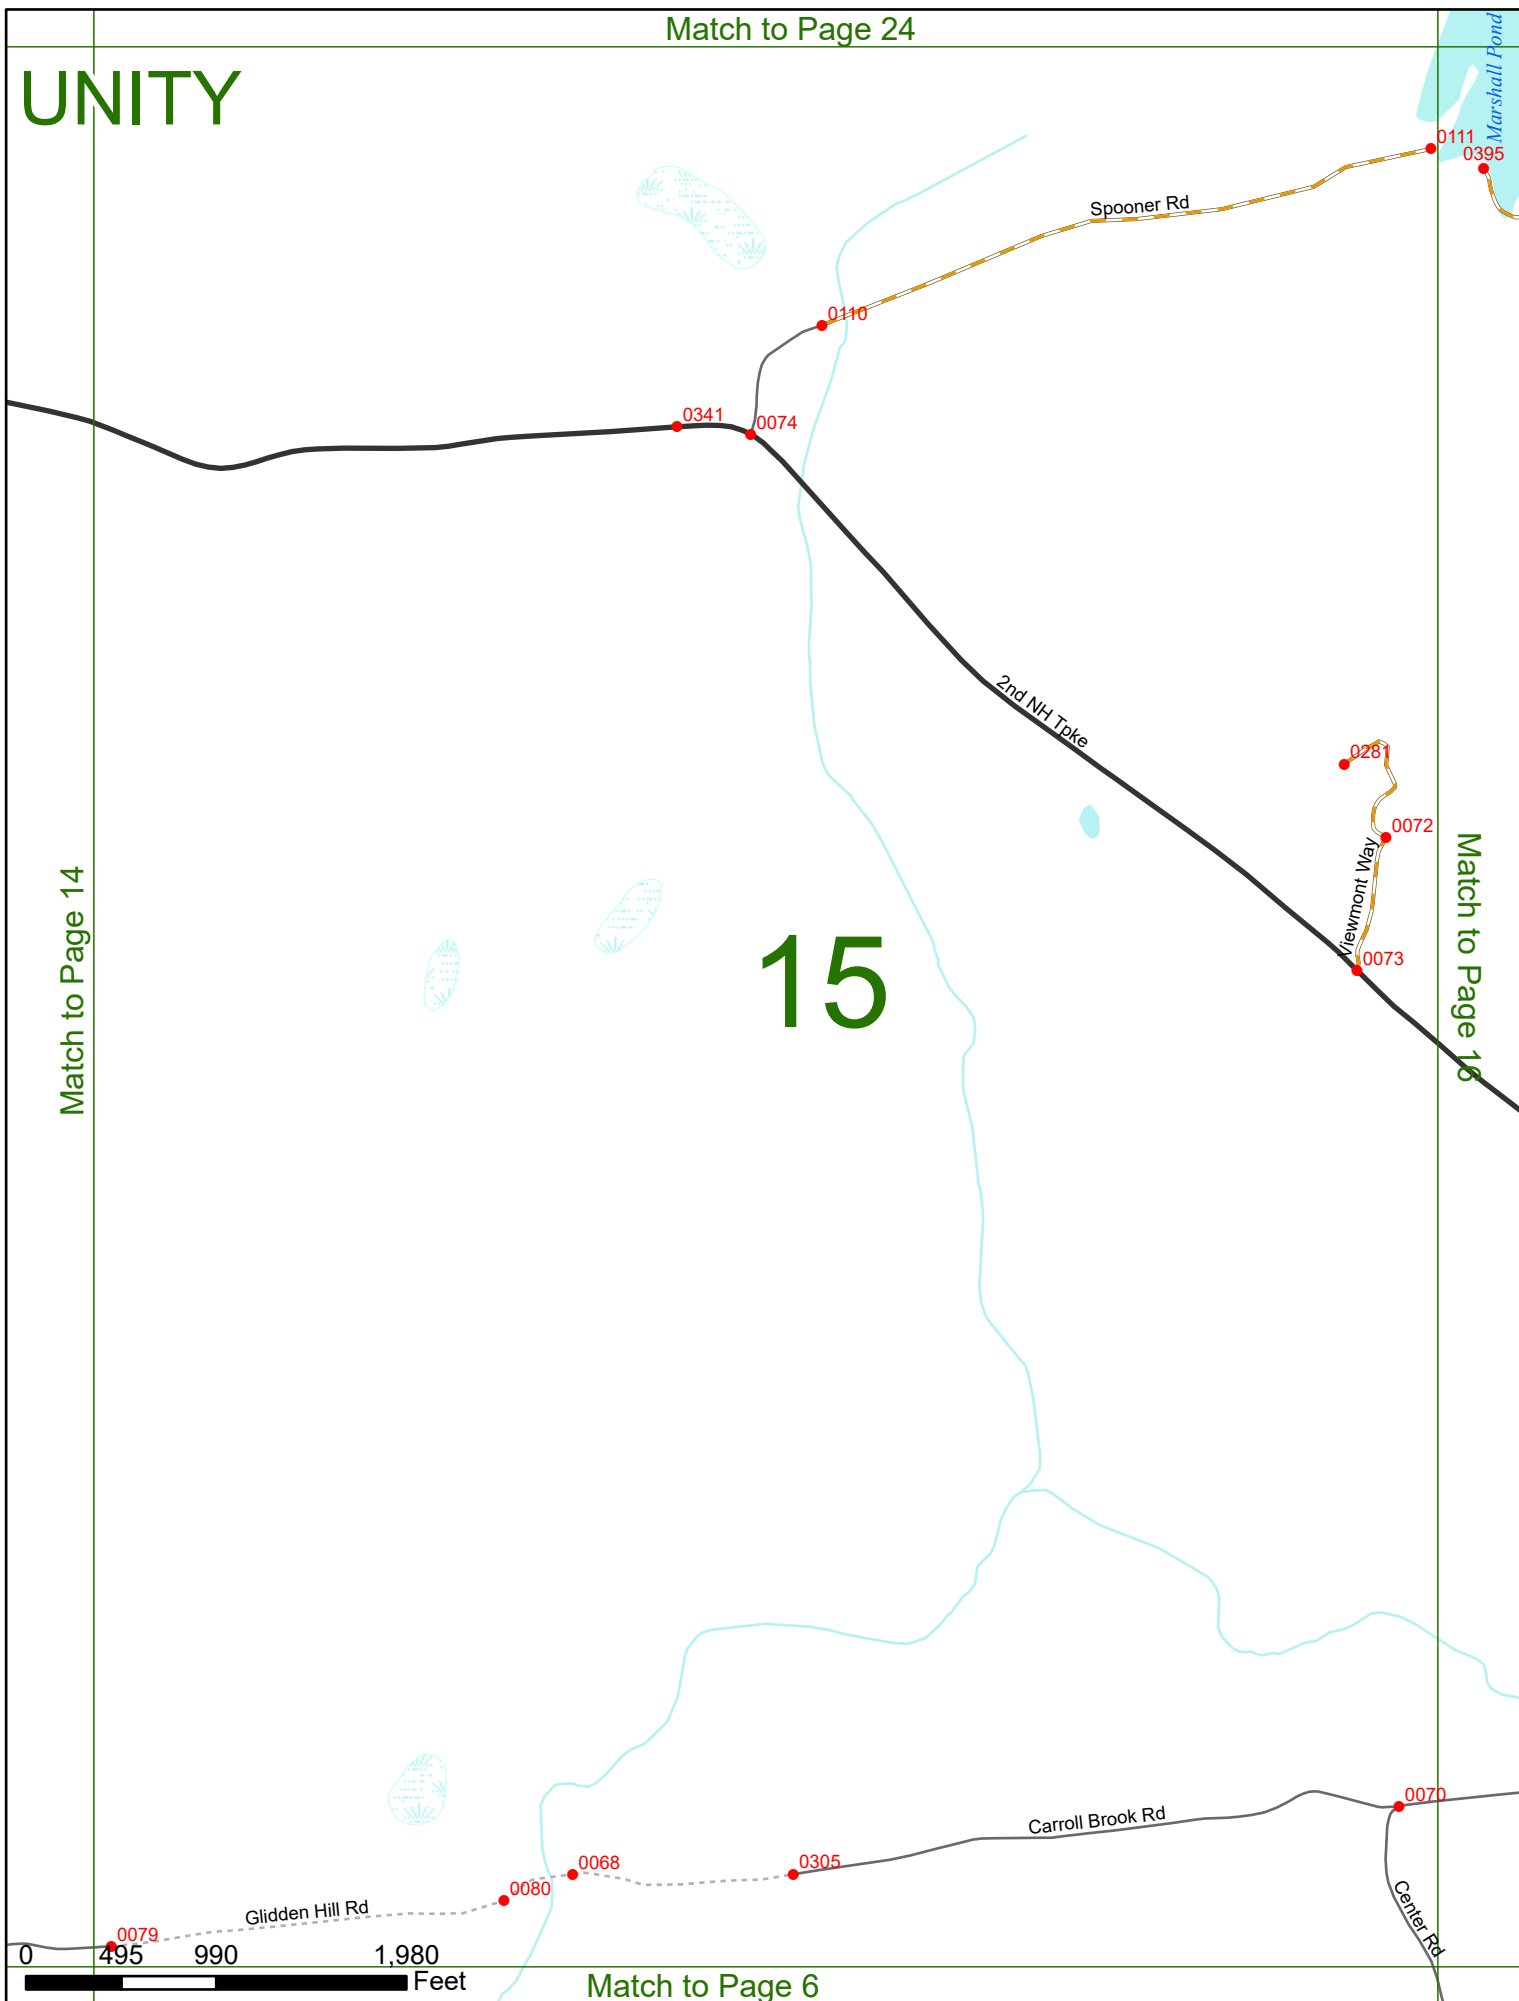 Match to Page 24
UNITY
Marshall Pond
0111
0395
Spooner Rd
0110
0341
0074
2nd NH Tpke
0281
0072
Viewmont Way
0073
Match to Page 14
15
Match to Page 16
0070
Carroll Brook Rd
0305
0068
0080
Glidden Hill Rd
Center Rd
0079
0 495 990 1,980
Feet
Match to Page 6